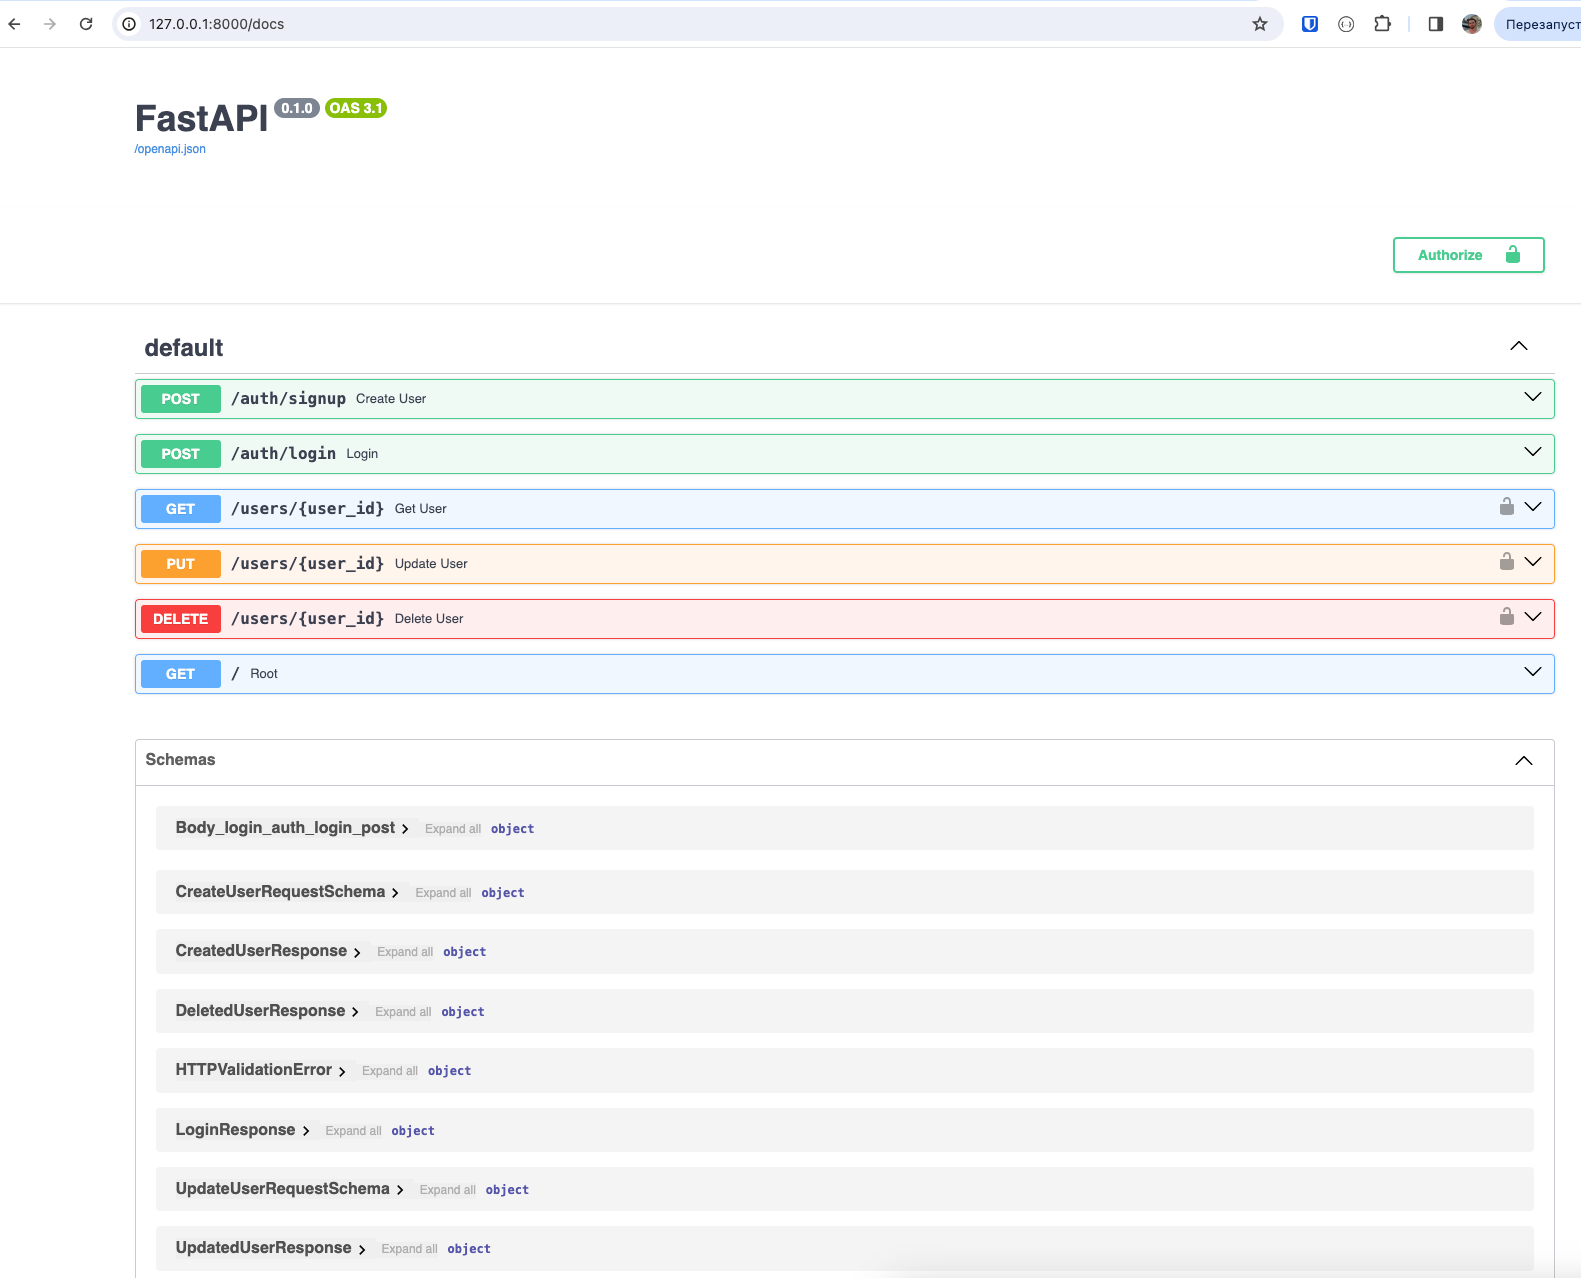 127.0.0.1:8000/docs
Перезапуст
FastAPI 0.1.0 OAS 3.1
/openapi.json
Authorize
default
POST /auth/signup Create User
POST /auth/login Login
GET /users/{user_id} Get User
PUT /users/{user_id} Update User
DELETE /users/{user_id} Delete User
GET / Root
Schemas
Body_login_auth_login_post Expand all object
CreateUserRequestSchema Expand all object
CreatedUserResponse Expand all object
DeletedUserResponse Expand all object
HTTPValidationError Expand all object
LoginResponse Expand all object
UpdateUserRequestSchema Expand all object
UpdatedUserResponse Expand all object